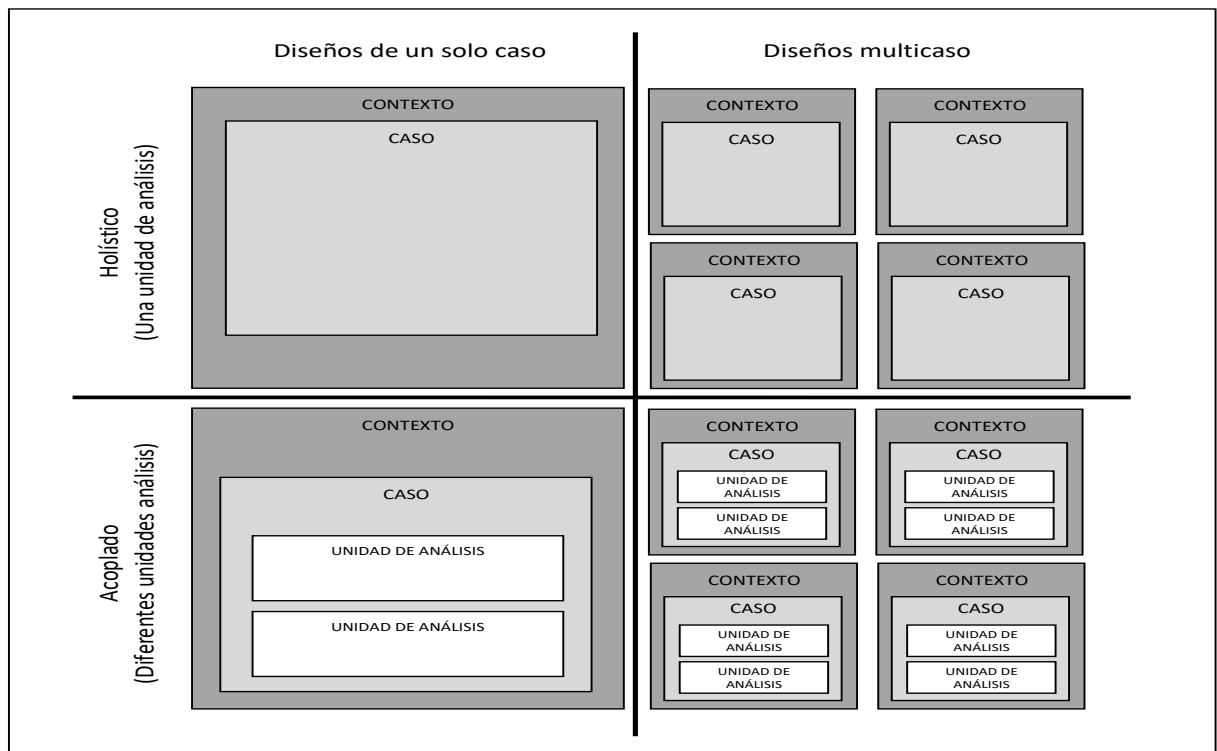 Diseños de un solo caso
Diseños multicaso
Holístico
(Una unidad de análisis)
CONTEXTO
CASO
CONTEXTO
CASO
CONTEXTO
CASO
CONTEXTO
CASO
CONTEXTO
CASO
Acoplado
(Diferentes unidades análisis)
CONTEXTO
CASO
UNIDAD DE ANÁLISIS
UNIDAD DE ANÁLISIS
CONTEXTO
CASO
UNIDAD DE
ANÁLISIS
UNIDAD DE
ANÁLISIS
CONTEXTO
CASO
UNIDAD DE
ANÁLISIS
UNIDAD DE
ANÁLISIS
CONTEXTO
CASO
UNIDAD DE
ANÁLISIS
UNIDAD DE
ANÁLISIS
CONTEXTO
CASO
UNIDAD DE
ANÁLISIS
UNIDAD DE
ANÁLISIS